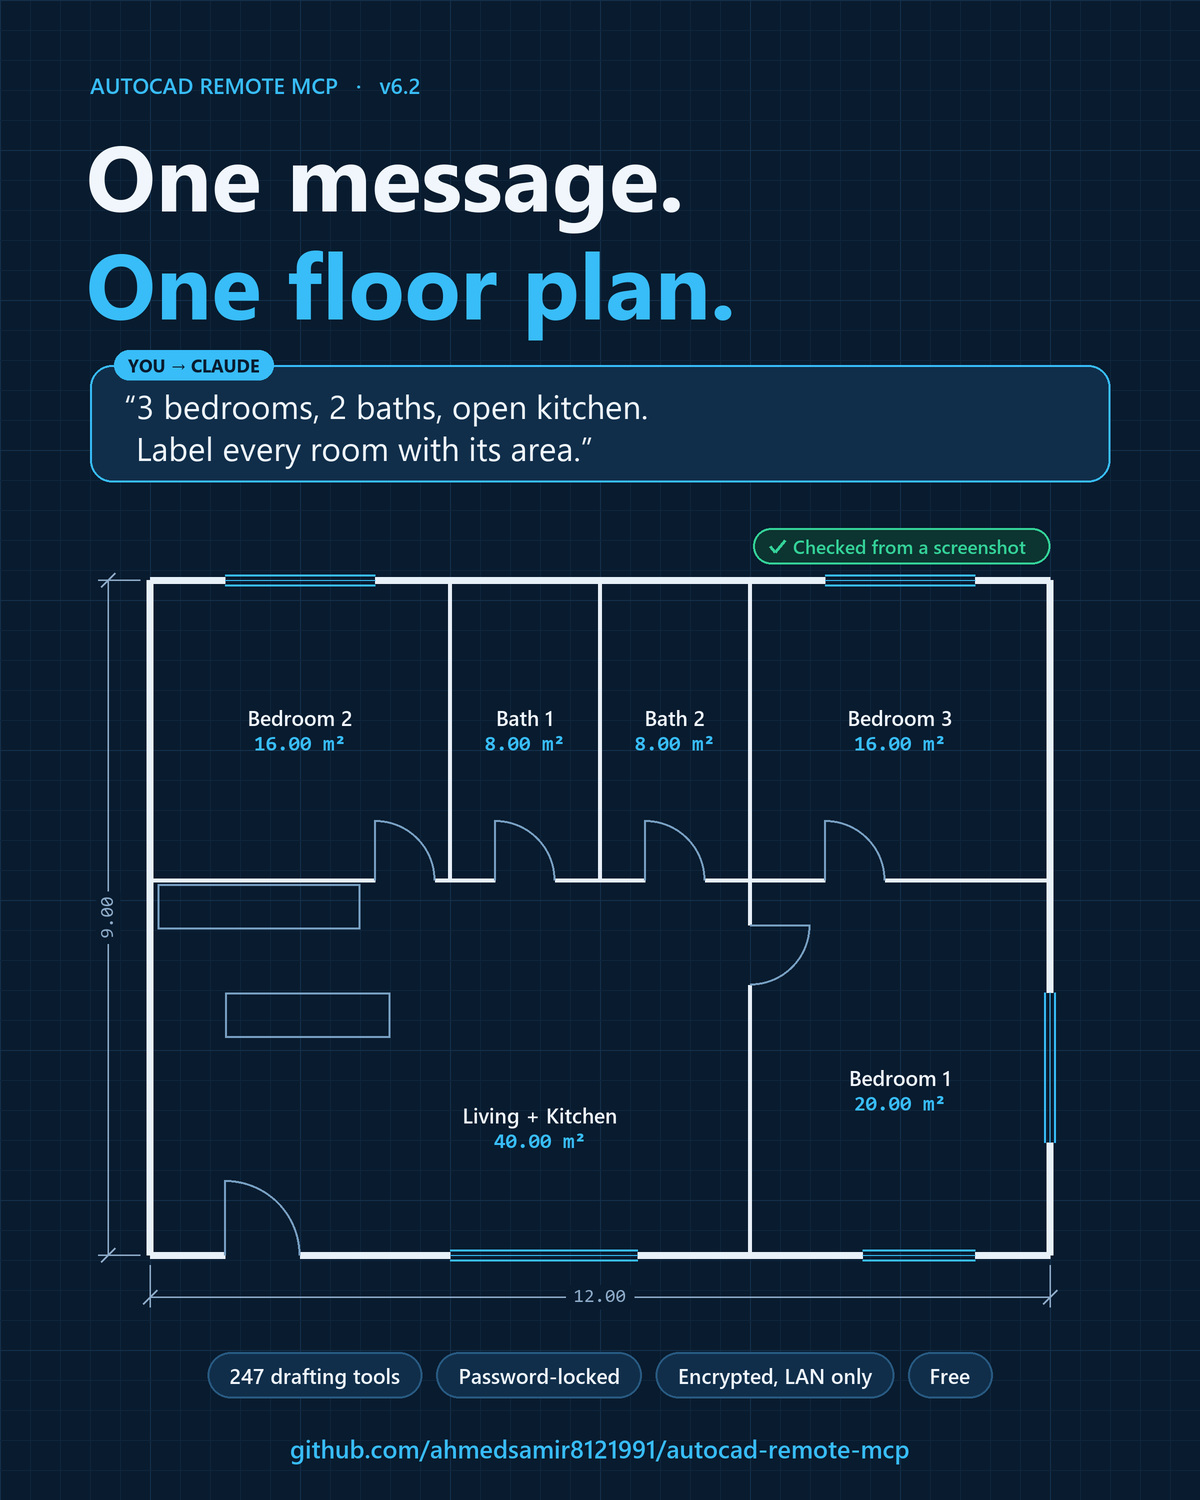 AUTOCAD REMOTE MCP · v6.2
One message.
One floor plan.
YOU → CLAUDE
“3 bedrooms, 2 baths, open kitchen.
Label every room with its area.”
✓ Checked from a screenshot
Bedroom 2
16.00 m²
Bath 1
8.00 m²
Bath 2
8.00 m²
Bedroom 3
16.00 m²
9.00
Living + Kitchen
40.00 m²
Bedroom 1
20.00 m²
12.00
247 drafting tools
Password-locked
Encrypted, LAN only
Free
github.com/ahmedsamir8121991/autocad-remote-mcp